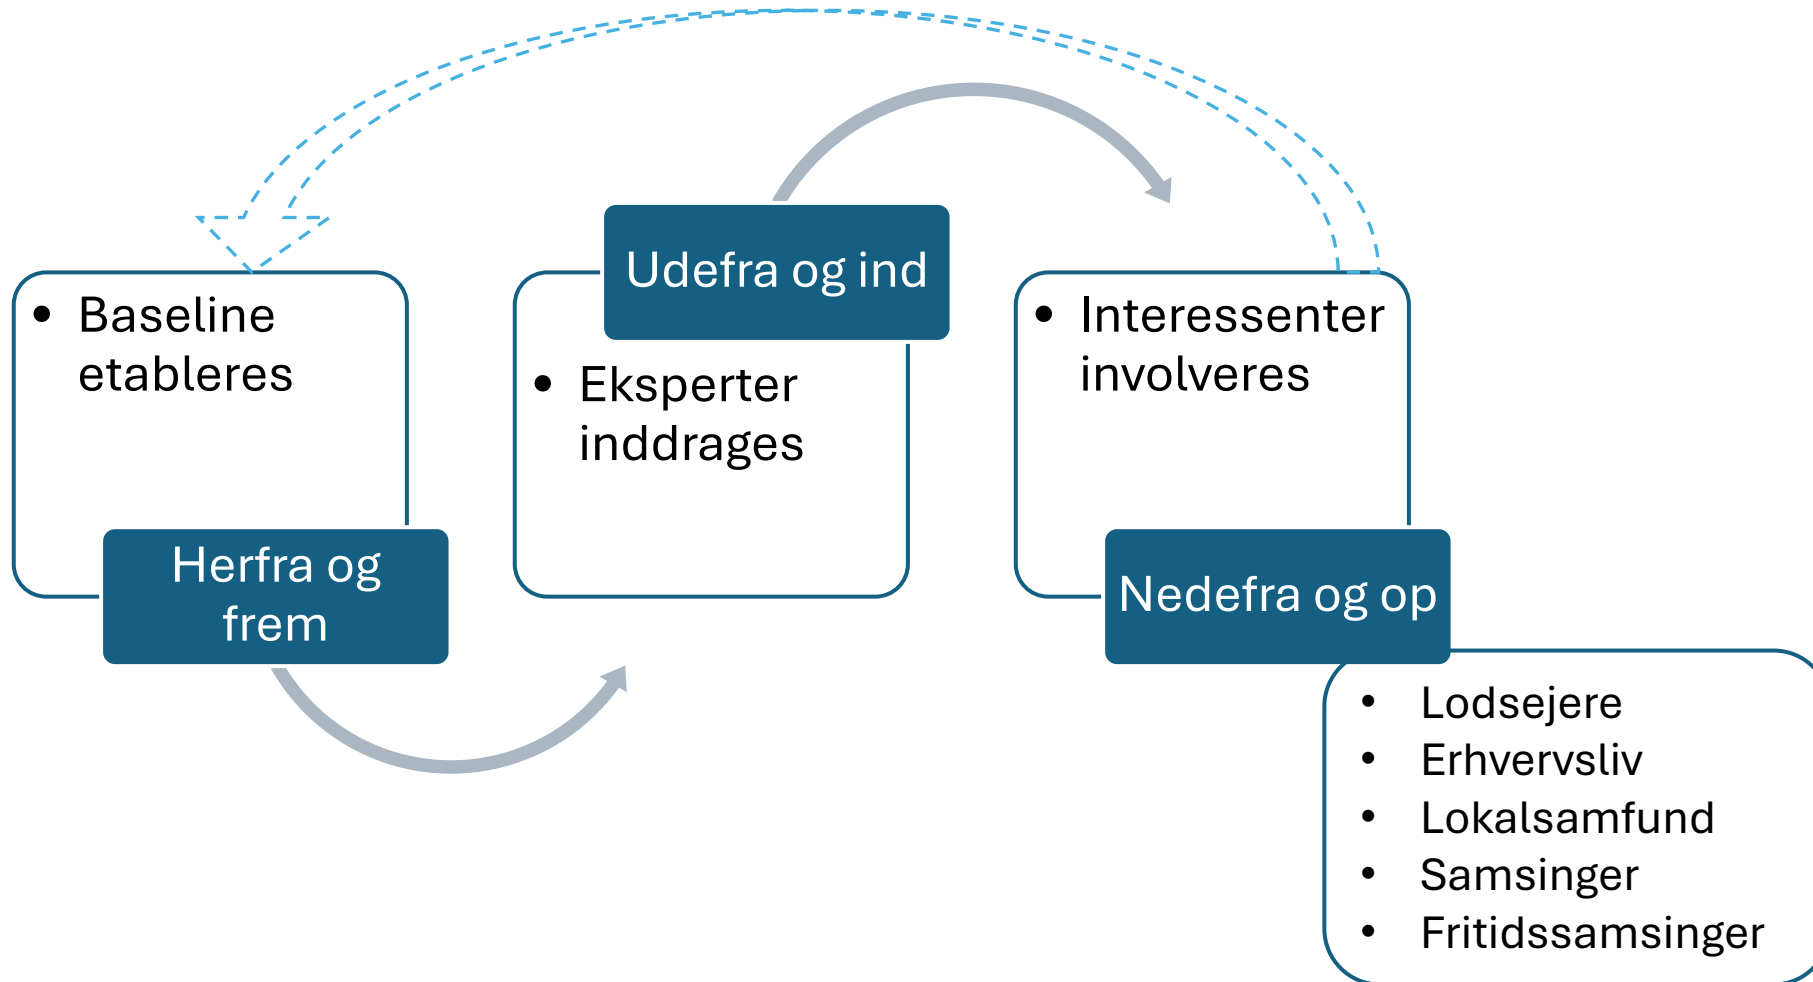 • Baseline
etableres
Herfra og
frem
Udefra og ind
• Eksperter
inddrages
• Interessenter
involveres
Nedefra og op
• Lodsejere
• Erhvervsliv
• Lokalsamfund
• Samsinger
• Fritidssamsinger